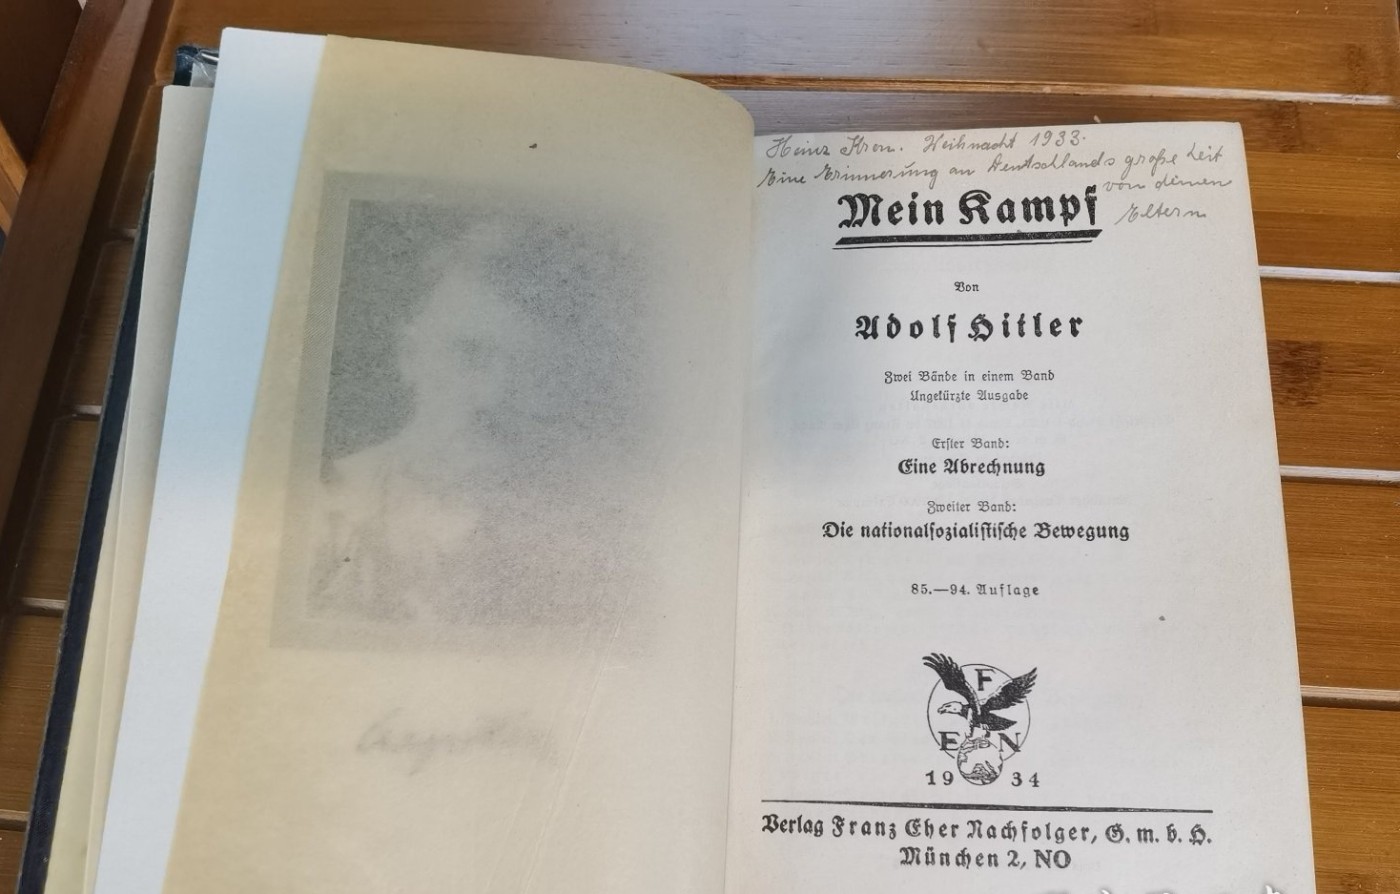 Heinz Kron. Weihnacht 1933.
Eine Erinnerung an Deutschlands große Zeit
von deinen
Eltern
Mein Kampf
Von
Adolf Hitler
Zwei Bände in einem Band
Ungekürzte Ausgabe
Erster Band:
Eine Abrechnung
Zweiter Band:
Die nationalsozialistische Bewegung
85.—94. Auflage
F
E N
1934
Verlag Franz Eher Nachfolger, G. m. b. H.
München 2, NO